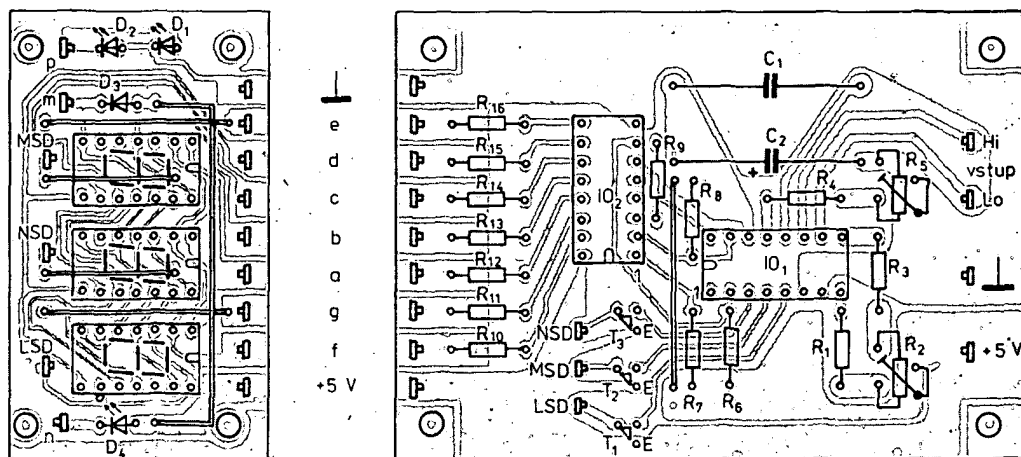 D2
D1
p
D3
m
MSD
NSD
LSD
n
D4
e
d
c
b
a
g
f
+5 V
R16
R15
R14
R13
R12
R11
R10
IO2
R9
R8
C1
C2
+
R4
R5
Hi
vstup
Lo
IO1
1
R3
NSD
T3
E
MSD
T2
E
LSD
T1
E
R7
R6
R1
R2
+5 V